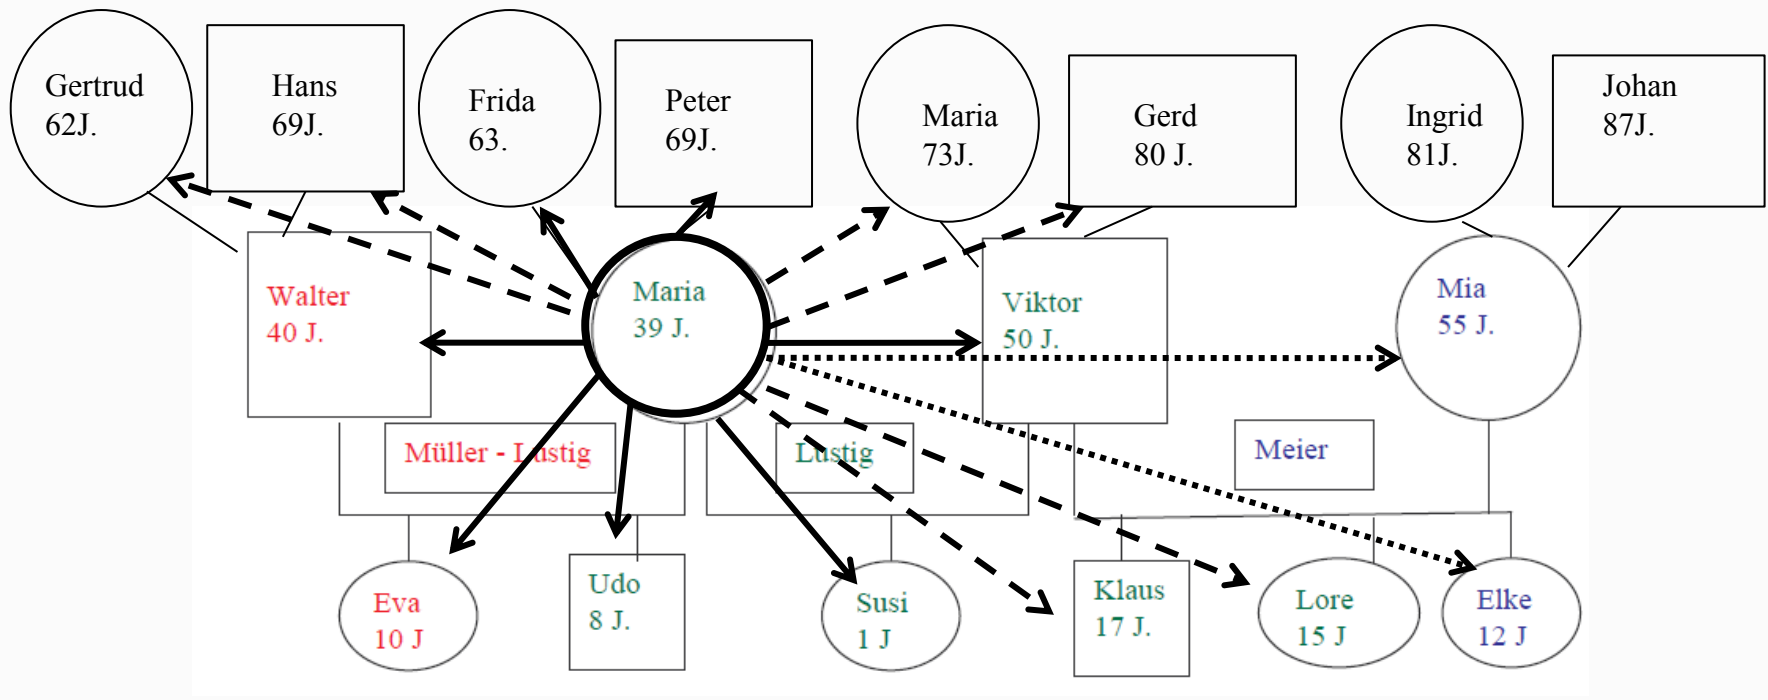 Gertrud
62J.
Hans
69J.
Frida
63.
Peter
69J.
Maria
73J.
Gerd
80 J.
Ingrid
81J.
Johan
87J.
Walter
40 J.
Maria
39 J.
Viktor
50 J.
Mia
55 J.
Müller - Lustig
Lustig
Meier
Eva
10 J
Udo
8 J.
Susi
1 J
Klaus
17 J.
Lore
15 J
Elke
12 J